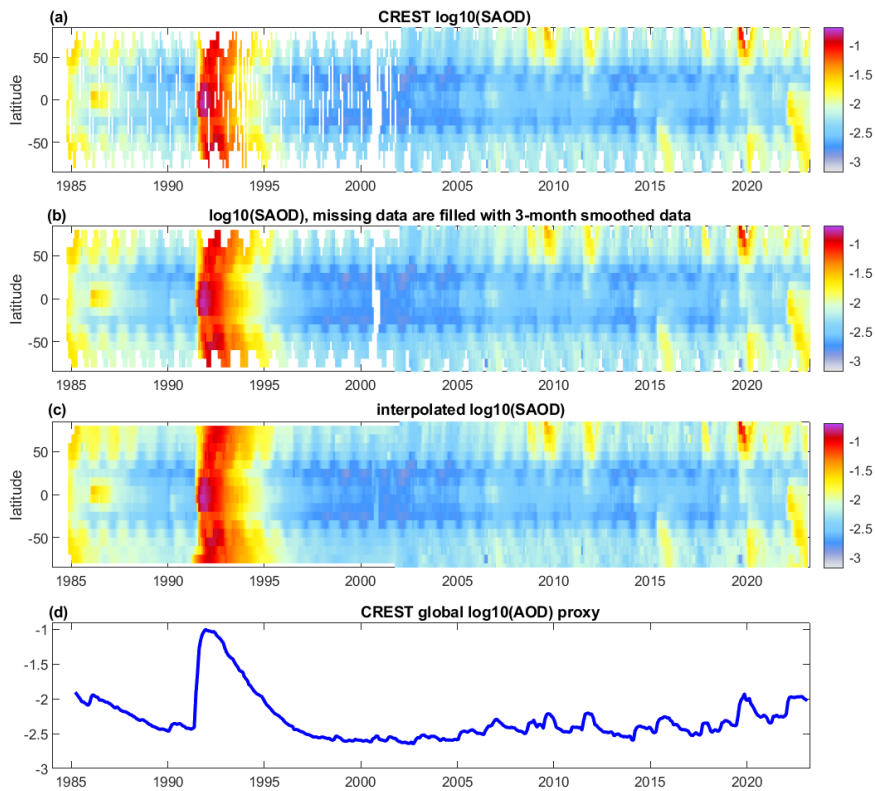 (a) CREST log10(SAOD)
latitude
50
0
-50
-1
-1.5
-2
-2.5
-3
1985 1990 1995 2000 2005 2010 2015 2020
(b) log10(SAOD), missing data are filled with 3-month smoothed data
latitude
50
0
-50
-1
-1.5
-2
-2.5
-3
1985 1990 1995 2000 2005 2010 2015 2020
(c) interpolated log10(SAOD)
latitude
50
0
-50
-1
-1.5
-2
-2.5
-3
1985 1990 1995 2000 2005 2010 2015 2020
(d) CREST global log10(AOD) proxy
-1
-1.5
-2
-2.5
-3
1985 1990 1995 2000 2005 2010 2015 2020